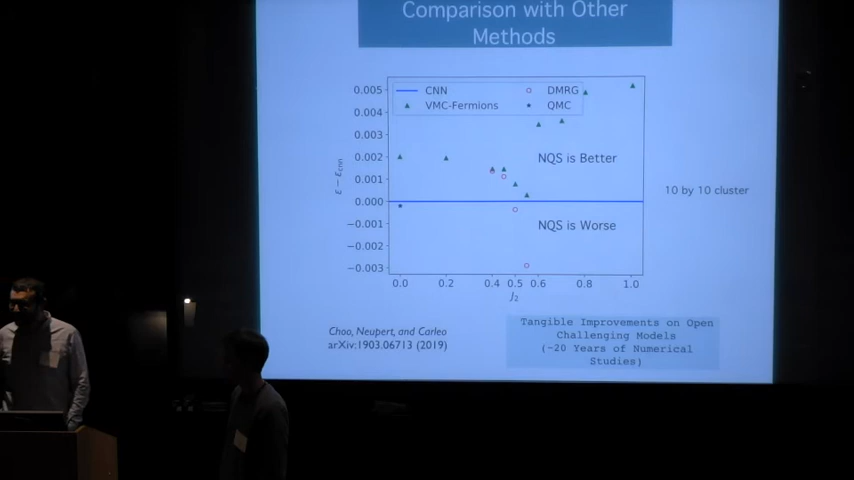 Comparison with Other
Methods
CNN
VMC-Fermions
DMRG
QMC
0.005
0.004
0.003
0.002
0.001
0.000
−0.001
−0.002
−0.003
ε − εcnn
NQS is Better
NQS is Worse
0.0 0.2 0.4 0.5 0.6 0.8 1.0
J2
10 by 10 cluster
Choo, Neupert, and Carleo
arXiv:1903.06713 (2019)
Tangible Improvements on Open
Challenging Models
(~20 Years of Numerical
Studies)